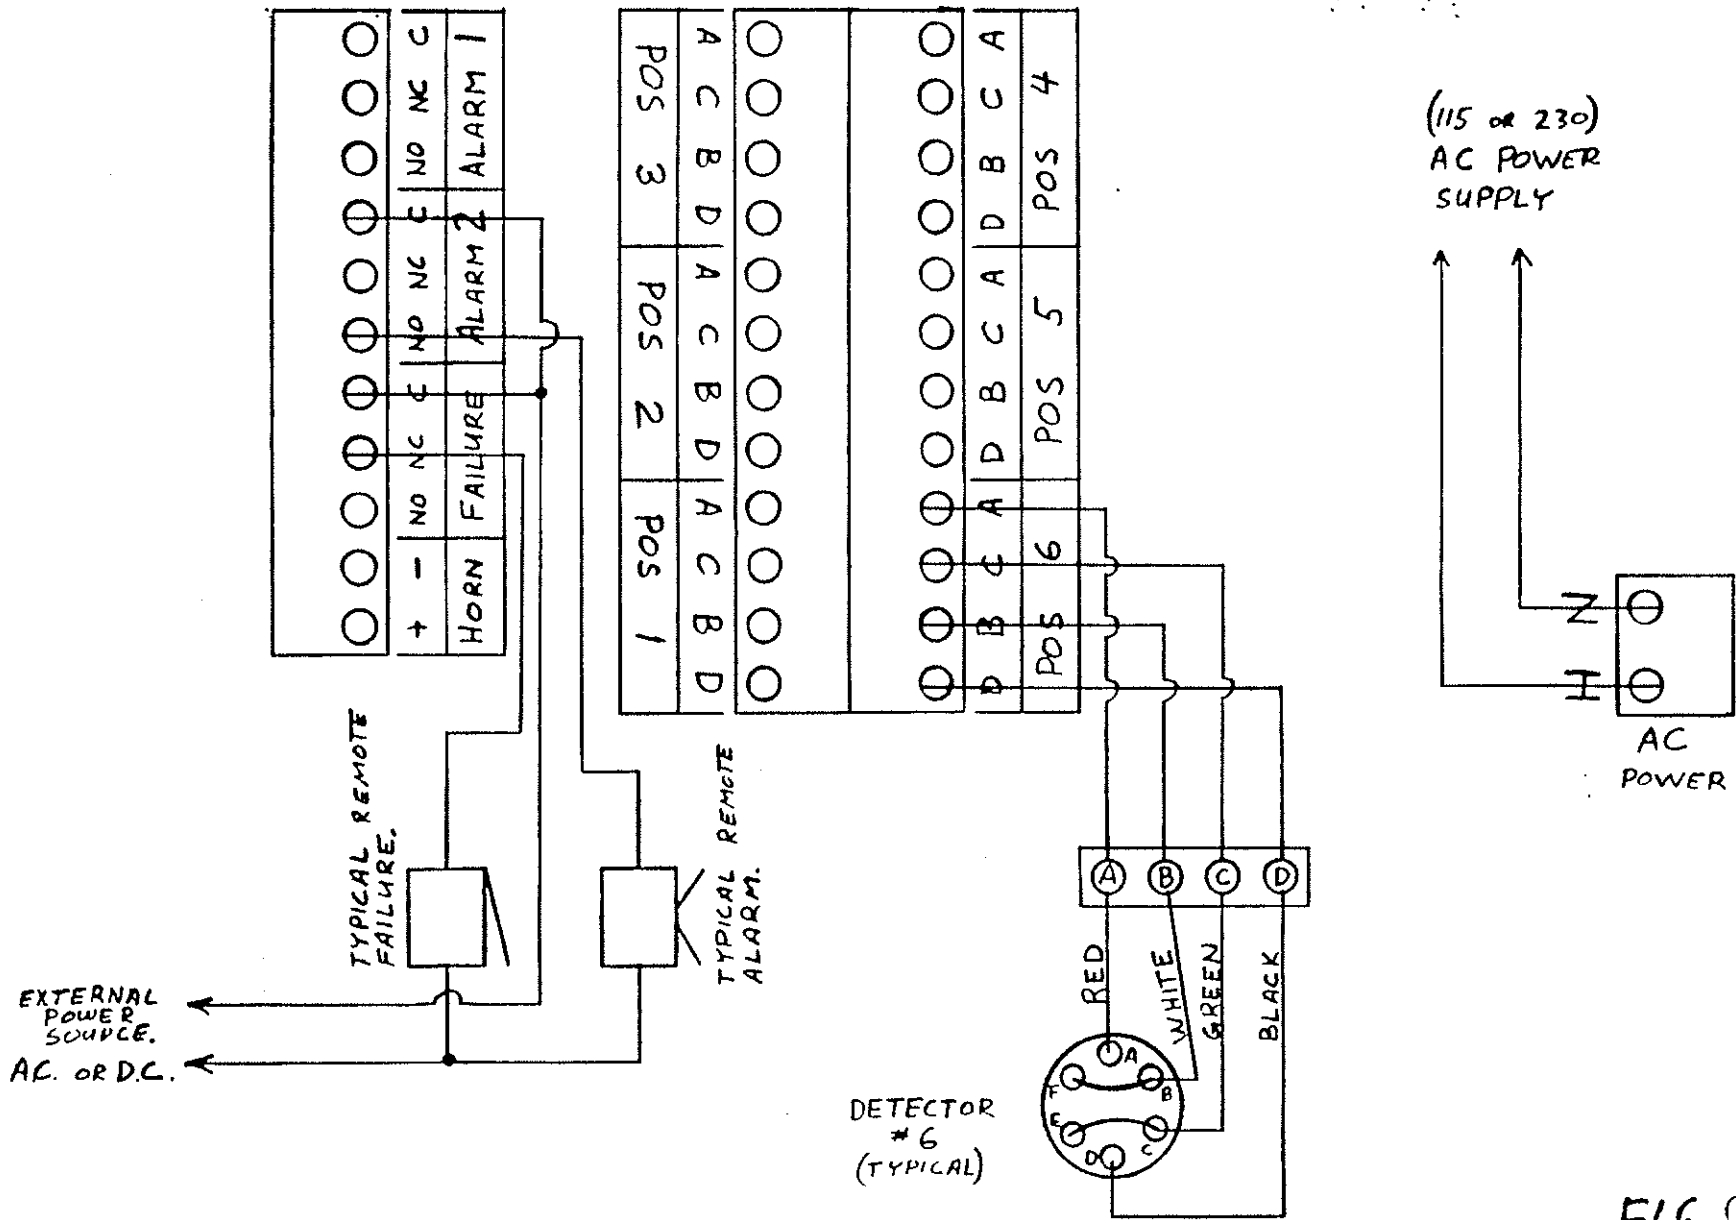 C
NC
NO
ALARM 1
C
NC
NO
ALARM 2
C
NC
NO
FAILURE
-
+
HORN
POS 3
A
C
B
D
POS 2
A
C
B
D
POS 1
A
C
B
D
A
C
B
D
POS 4
A
C
B
D
POS 5
A
C
B
D
POS 6
(115 OR 230)
AC POWER
SUPPLY
N
H
AC
POWER
TYPICAL REMOTE
FAILURE.
TYPICAL REMOTE
ALARM.
EXTERNAL
POWER
SOURCE.
A.C. OR D.C.
A B C D
RED
WHITE
GREEN
BLACK
A
F
B
E
C
D
DETECTOR
#6
(TYPICAL)
FIG